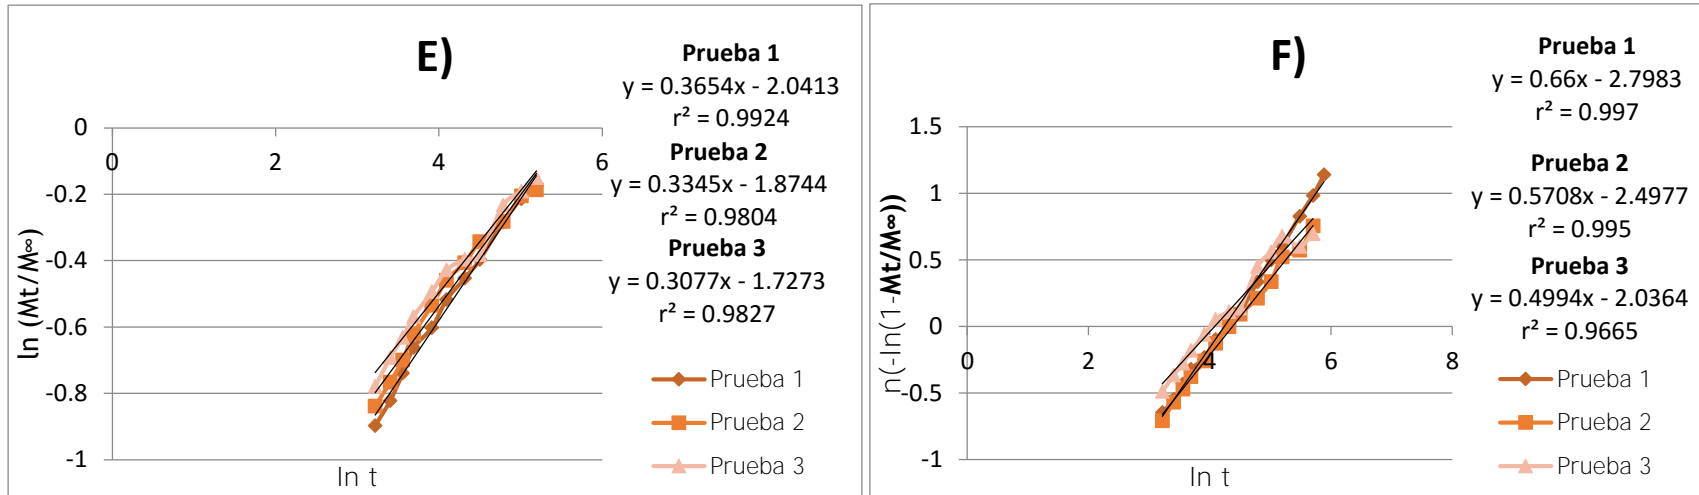 E)
Prueba 1
y = 0.3654x - 2.0413
r² = 0.9924
Prueba 2
y = 0.3345x - 1.8744
r² = 0.9804
Prueba 3
y = 0.3077x - 1.7273
r² = 0.9827
0
0 2 4 6
-0.2
-0.4
-0.6
-0.8
-1
ln (Mt/M∞)
ln t
Prueba 1
Prueba 2
Prueba 3
F)
Prueba 1
y = 0.66x - 2.7983
r² = 0.997
Prueba 2
y = 0.5708x - 2.4977
r² = 0.995
Prueba 3
y = 0.4994x - 2.0364
r² = 0.9665
1.5
1
0.5
0
0 2 4 6 8
-0.5
-1
n(-ln(1-Mt/M∞))
ln t
Prueba 1
Prueba 2
Prueba 3